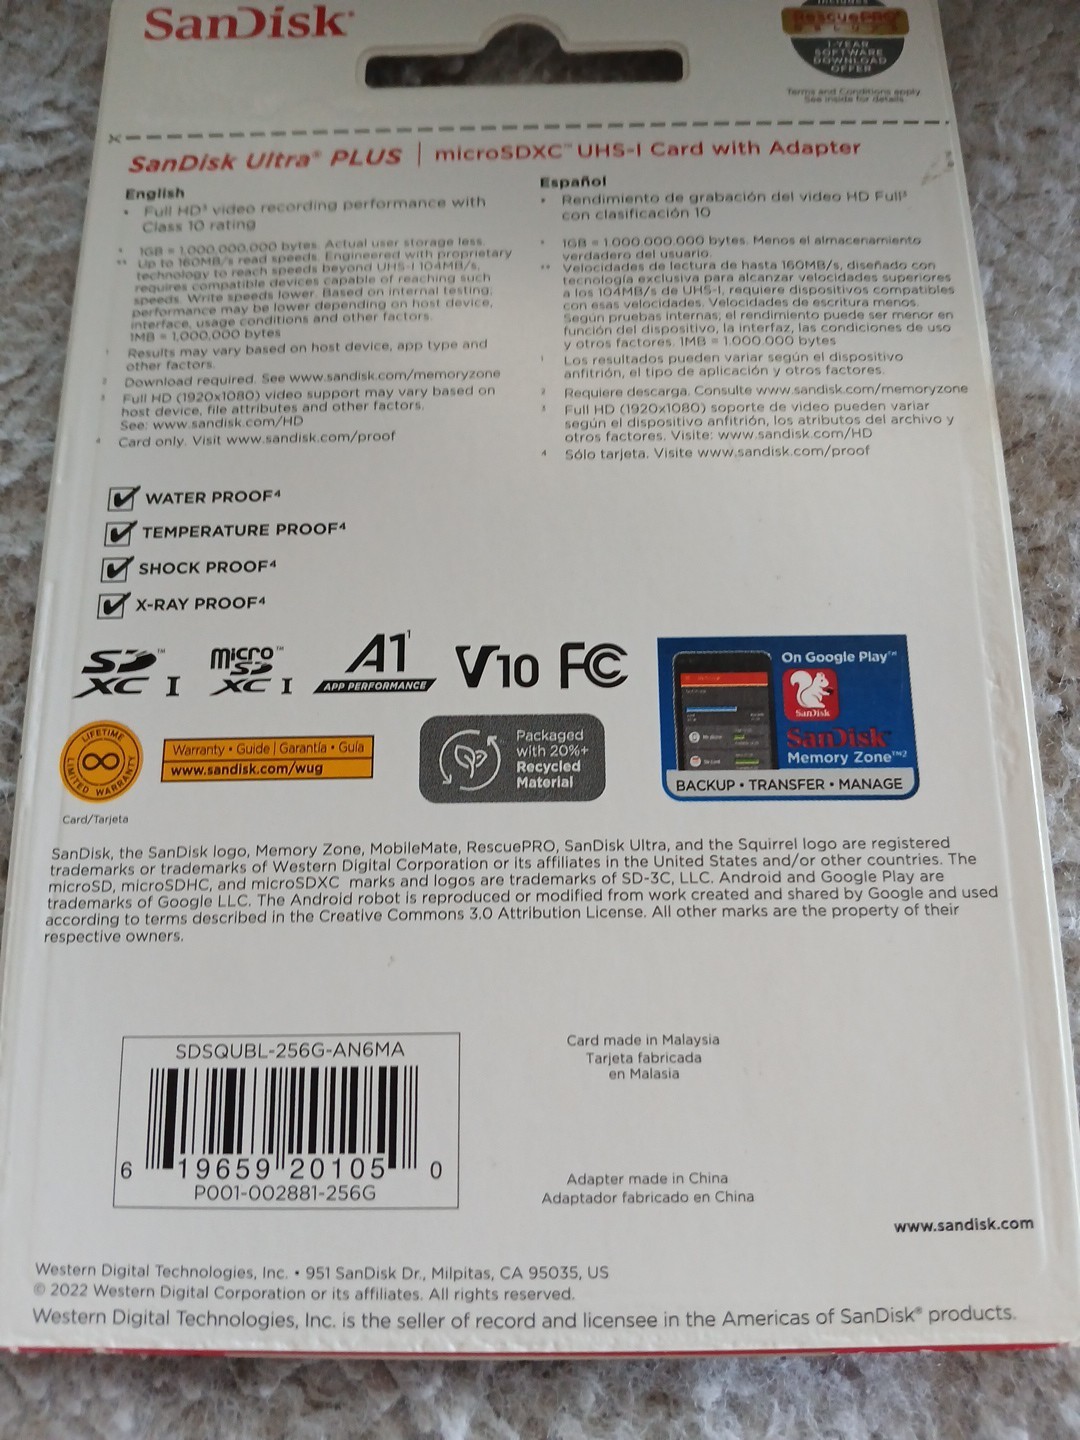 SanDisk®
Includes
RescuePRO®
DELUXE
1-YEAR
SOFTWARE
DOWNLOAD
OFFER
Terms and Conditions apply
See inside for details.
SanDisk Ultra® PLUS | microSDXC™ UHS-I Card with Adapter
English
• Full HD³ video recording performance with
Class 10 rating
* 1GB = 1,000,000,000 bytes. Actual user storage less.
** Up to 160MB/s read speeds. Engineered with proprietary
technology to reach speeds beyond UHS-I 104MB/s,
requires compatible devices capable of reaching such
speeds. Write speeds lower. Based on internal testing;
performance may be lower depending on host device,
interface, usage conditions and other factors.
1MB = 1,000,000 bytes
¹ Results may vary based on host device, app type and
other factors.
² Download required. See www.sandisk.com/memoryzone
³ Full HD (1920x1080) video support may vary based on
host device, file attributes and other factors.
See: www.sandisk.com/HD
⁴ Card only. Visit www.sandisk.com/proof
Español
• Rendimiento de grabación del video HD Full³
con clasificación 10
* 1GB = 1.000.000.000 bytes. Menos el almacenamiento
verdadero del usuario.
** Velocidades de lectura de hasta 160MB/s, diseñado con
tecnología exclusiva para alcanzar velocidades superiores
a los 104MB/s de UHS-I, requiere dispositivos compatibles
con esas velocidades. Velocidades de escritura menos.
Según pruebas internas; el rendimiento puede ser menor en
función del dispositivo, la interfaz, las condiciones de uso
y otros factores. 1MB = 1.000.000 bytes
¹ Los resultados pueden variar según el dispositivo
anfitrión, el tipo de aplicación y otros factores.
² Requiere descarga. Consulte www.sandisk.com/memoryzone
³ Full HD (1920x1080) soporte de video pueden variar
según el dispositivo anfitrión, los atributos del archivo y
otros factores. Visite: www.sandisk.com/HD
⁴ Sólo tarjeta. Visite www.sandisk.com/proof
WATER PROOF⁴
TEMPERATURE PROOF⁴
SHOCK PROOF⁴
X-RAY PROOF⁴
SD™ XC I
micro SD™ XC I
A1¹
APP PERFORMANCE
V10
FC
On Google Play™
SanDisk
SanDisk®
Memory Zone™²
BACKUP • TRANSFER • MANAGE
LIFETIME
LIMITED WARRANTY
Card/Tarjeta
Warranty • Guide | Garantía • Guía
www.sandisk.com/wug
Packaged
with 20%+
Recycled
Material
SanDisk, the SanDisk logo, Memory Zone, MobileMate, RescuePRO, SanDisk Ultra, and the Squirrel logo are registered
trademarks or trademarks of Western Digital Corporation or its affiliates in the United States and/or other countries. The
microSD, microSDHC, and microSDXC marks and logos are trademarks of SD-3C, LLC. Android and Google Play are
trademarks of Google LLC. The Android robot is reproduced or modified from work created and shared by Google and used
according to terms described in the Creative Commons 3.0 Attribution License. All other marks are the property of their
respective owners.
SDSQUBL-256G-AN6MA
6 19659 20105 0
P001-002881-256G
Card made in Malaysia
Tarjeta fabricada
en Malasia
Adapter made in China
Adaptador fabricado en China
www.sandisk.com
Western Digital Technologies, Inc. • 951 SanDisk Dr., Milpitas, CA 95035, US
© 2022 Western Digital Corporation or its affiliates. All rights reserved.
Western Digital Technologies, Inc. is the seller of record and licensee in the Americas of SanDisk® products.